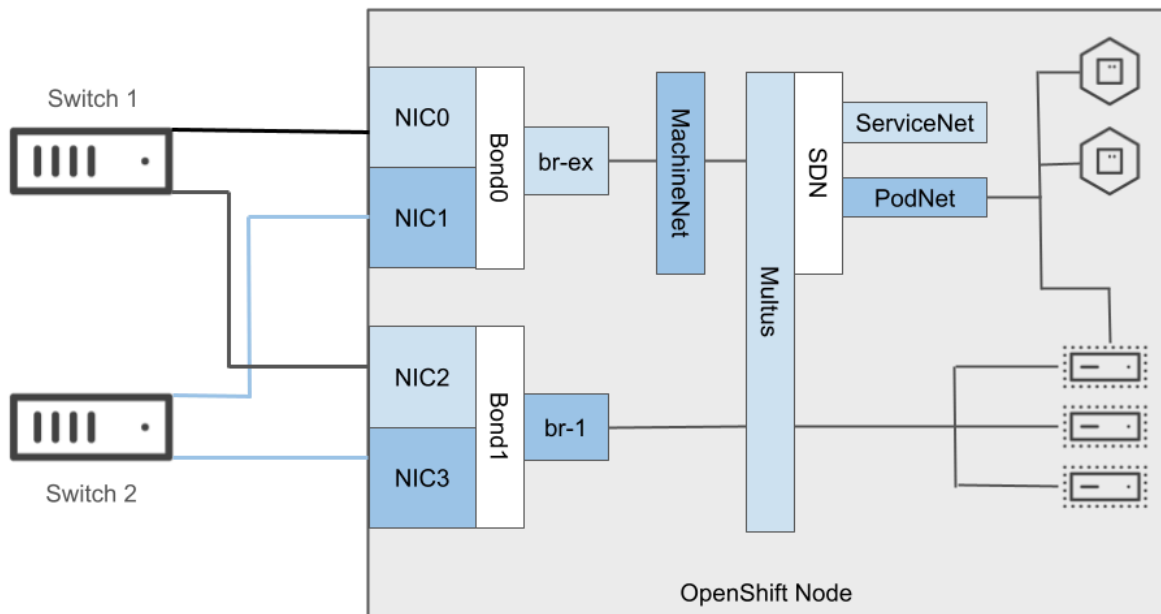 Switch 1
Switch 2
NIC0
NIC1
Bond0
br-ex
MachineNet
Multus
SDN
ServiceNet
PodNet
NIC2
NIC3
Bond1
br-1
OpenShift Node